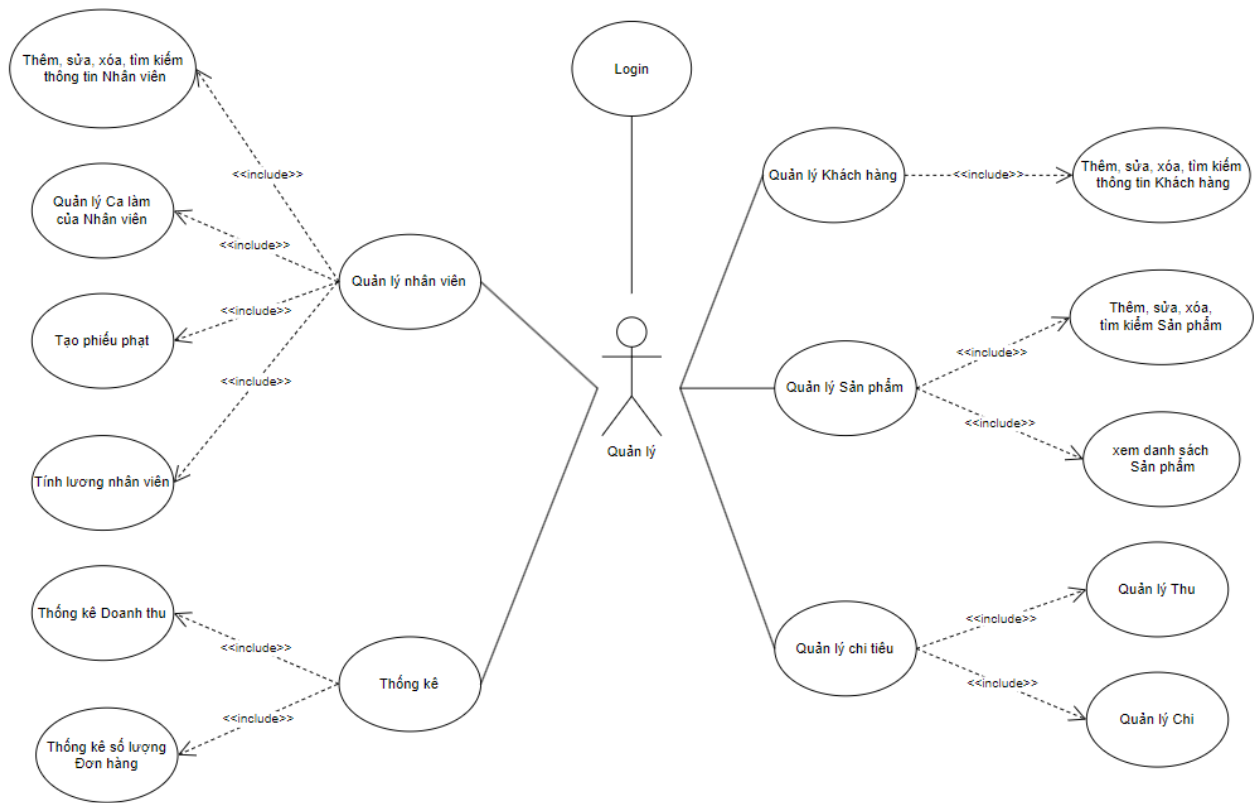 Thêm, sửa, xóa, tìm kiếm
thông tin Nhân viên
Login
<<include>>
Quản lý Khách hàng
<<include>>
Thêm, sửa, xóa, tìm kiếm
thông tin Khách hàng
Quản lý Ca làm
của Nhân viên
<<include>>
Quản lý nhân viên
<<include>>
Tạo phiếu phạt
<<include>>
Thêm, sửa, xóa,
tìm kiếm Sản phẩm
<<include>>
Quản lý Sản phẩm
<<include>>
xem danh sách
Sản phẩm
Quản lý
Tính lương nhân viên
Thống kê Doanh thu
<<include>>
Thống kê
<<include>>
Thống kê số lượng
Đơn hàng
Quản lý Thu
<<include>>
Quản lý chi tiêu
<<include>>
Quản lý Chi